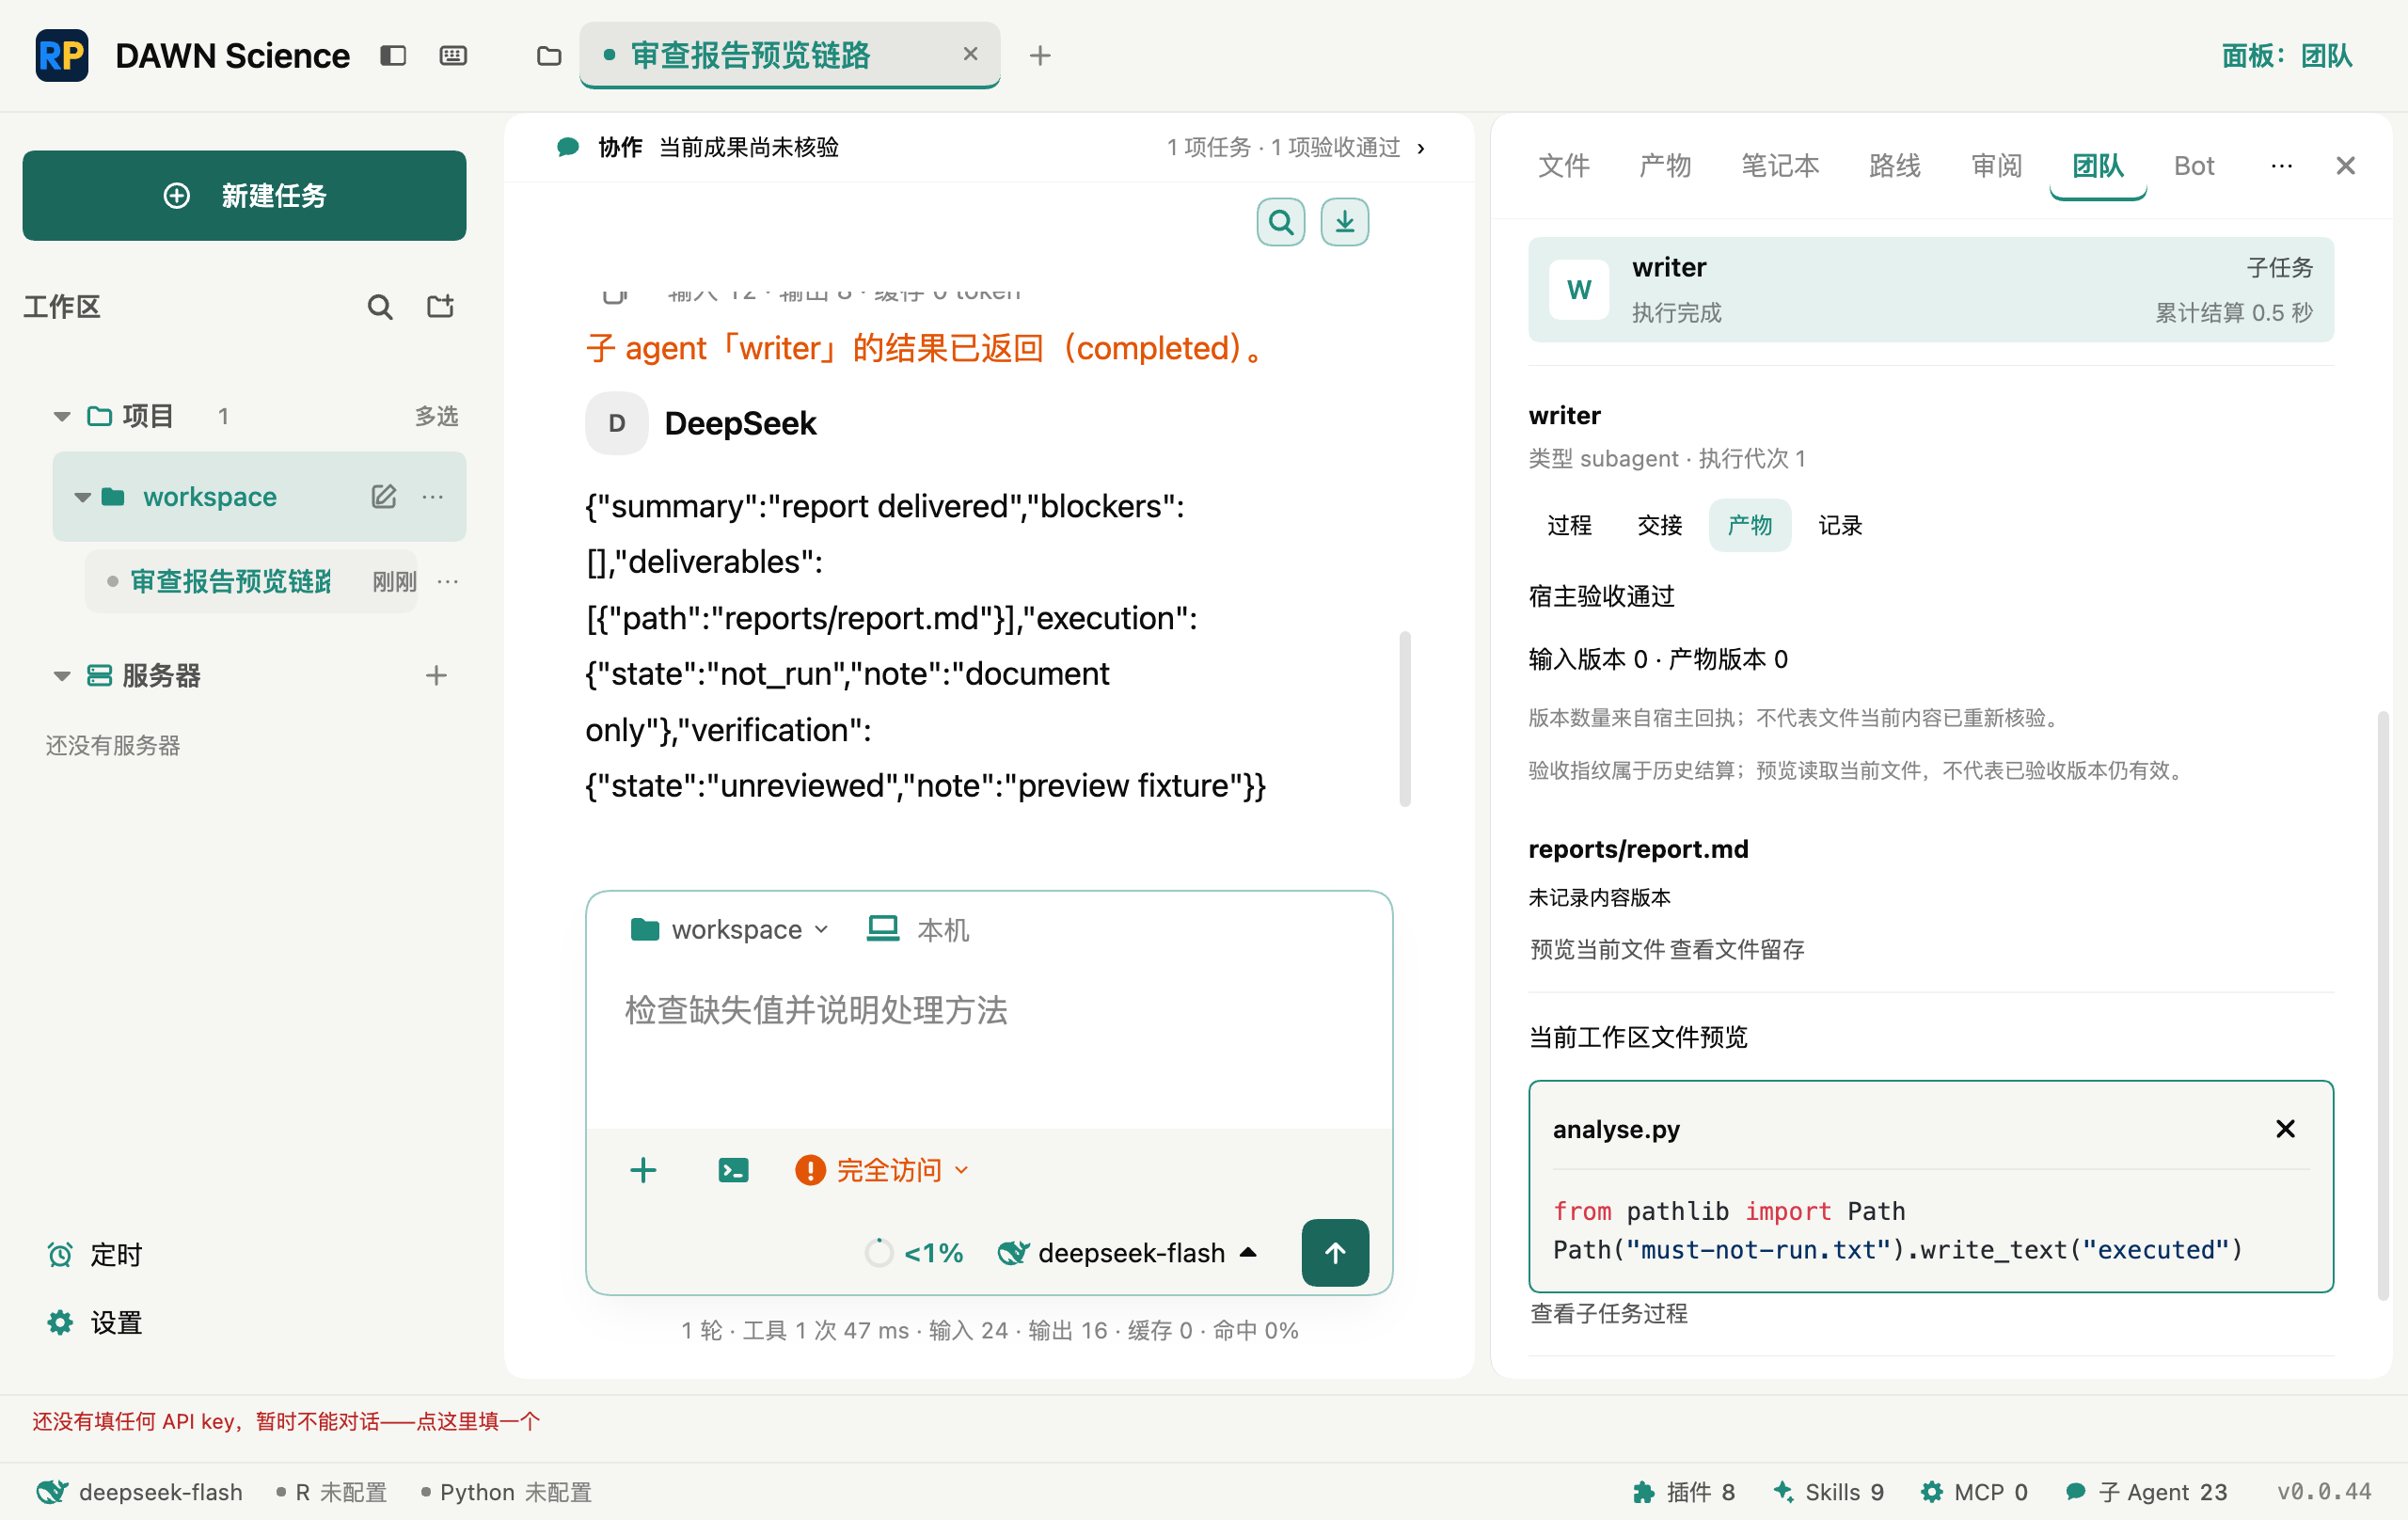 RP DAWN Science
审查报告预览链路
面板：团队
新建任务
工作区
项目 1 多选
workspace
审查报告预览链路 刚刚
服务器
还没有服务器
定时
设置
协作 当前成果尚未核验 1 项任务 · 1 项验收通过
输入 12 · 输出 8 · 缓存 0 token
子 agent「writer」的结果已返回（completed）。
D DeepSeek
{"summary":"report delivered","blockers":
[],"deliverables":
[{"path":"reports/report.md"}],"execution":
{"state":"not_run","note":"document
only"},"verification":
{"state":"unreviewed","note":"preview fixture"}}
workspace 本机
检查缺失值并说明处理方法
完全访问
<1% deepseek-flash
1 轮 · 工具 1 次 47 ms · 输入 24 · 输出 16 · 缓存 0 · 命中 0%
文件 产物 笔记本 路线 审阅 团队 Bot
W writer 子任务
执行完成 累计结算 0.5 秒
writer
类型 subagent · 执行代次 1
过程 交接 产物 记录
宿主验收通过
输入版本 0 · 产物版本 0
版本数量来自宿主回执；不代表文件当前内容已重新核验。
验收指纹属于历史结算；预览读取当前文件，不代表已验收版本仍有效。
reports/report.md
未记录内容版本
预览当前文件 查看文件留存
当前工作区文件预览
analyse.py
from pathlib import Path
Path("must-not-run.txt").write_text("executed")
查看子任务过程
还没有填任何 API key，暂时不能对话——点这里填一个
deepseek-flash R 未配置 Python 未配置
插件 8 Skills 9 MCP 0 子 Agent 23 v0.0.44